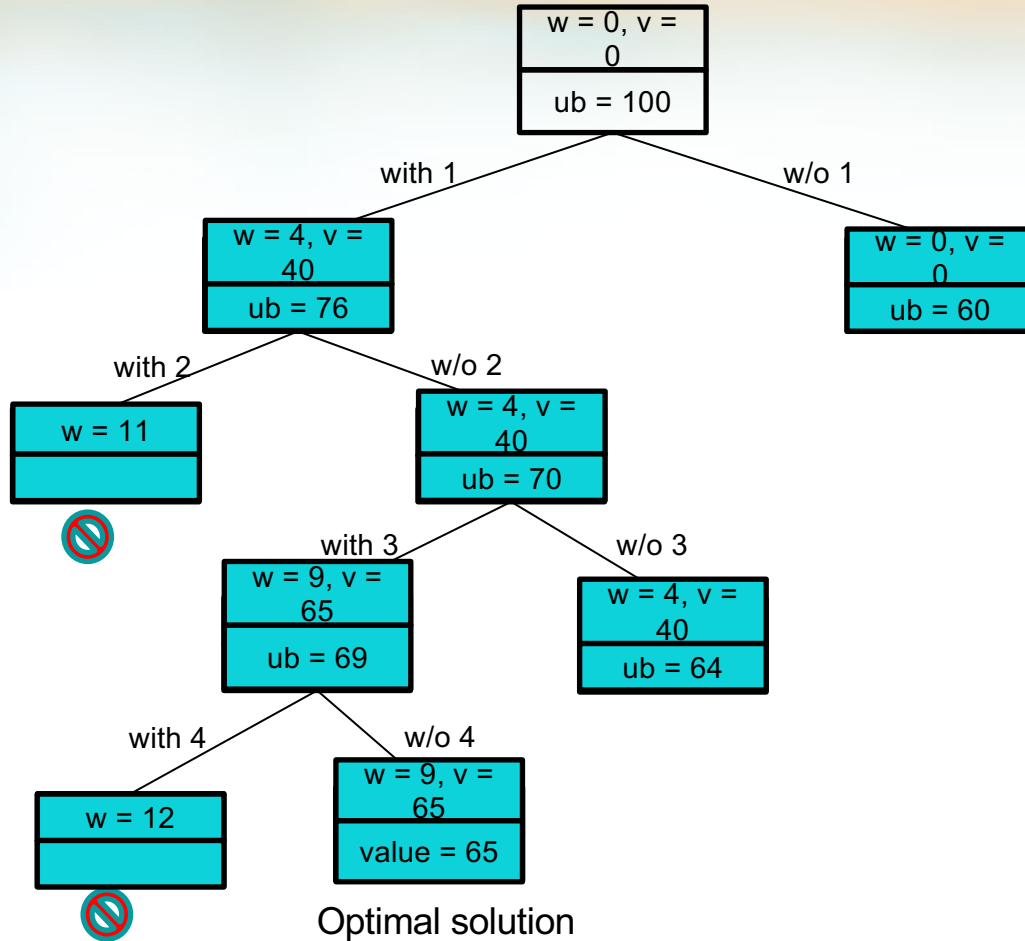 w = 0, v =
0
ub = 100
with 1
w/o 1
w = 4, v =
40
ub = 76
w = 0, v =
0
ub = 60
with 2
w/o 2
w = 11
w = 4, v =
40
ub = 70
with 3
w/o 3
w = 9, v =
65
ub = 69
w = 4, v =
40
ub = 64
with 4
w/o 4
w = 12
w = 9, v =
65
value = 65
Optimal solution